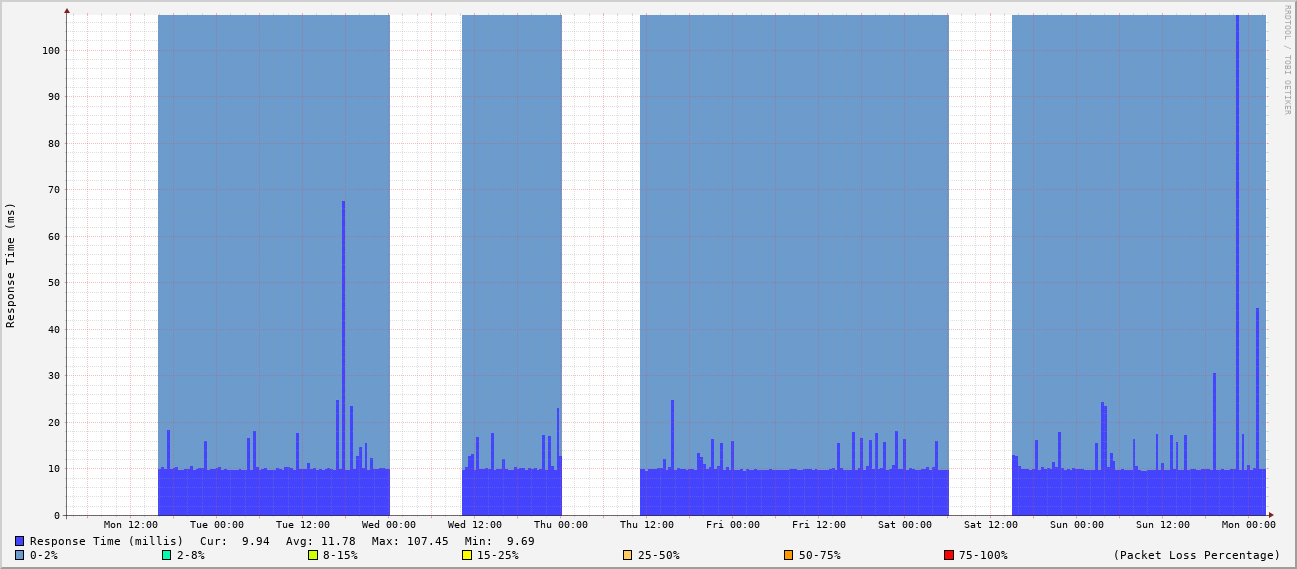 RRDTOOL / TOBI OETIKER
Response Time (ms)
100
90
80
70
60
50
40
30
20
10
0
Mon 12:00 Tue 00:00 Tue 12:00 Wed 00:00 Wed 12:00 Thu 00:00 Thu 12:00 Fri 00:00 Fri 12:00 Sat 00:00 Sat 12:00 Sun 00:00 Sun 12:00 Mon 00:00
Response Time (millis) Cur: 9.94 Avg: 11.78 Max: 107.45 Min: 9.69
0-2% 2-8% 8-15% 15-25% 25-50% 50-75% 75-100% (Packet Loss Percentage)